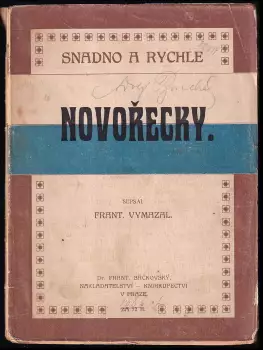 SNADNO A RYCHLE
NOVOŘECKY.
SEPSAL
FRANT. VYMAZAL.
Dr. FRANT. BAČKOVSKÝ,
NAKLADATELSTVÍ – KNIHKUPECTVÍ
V PRAZE.